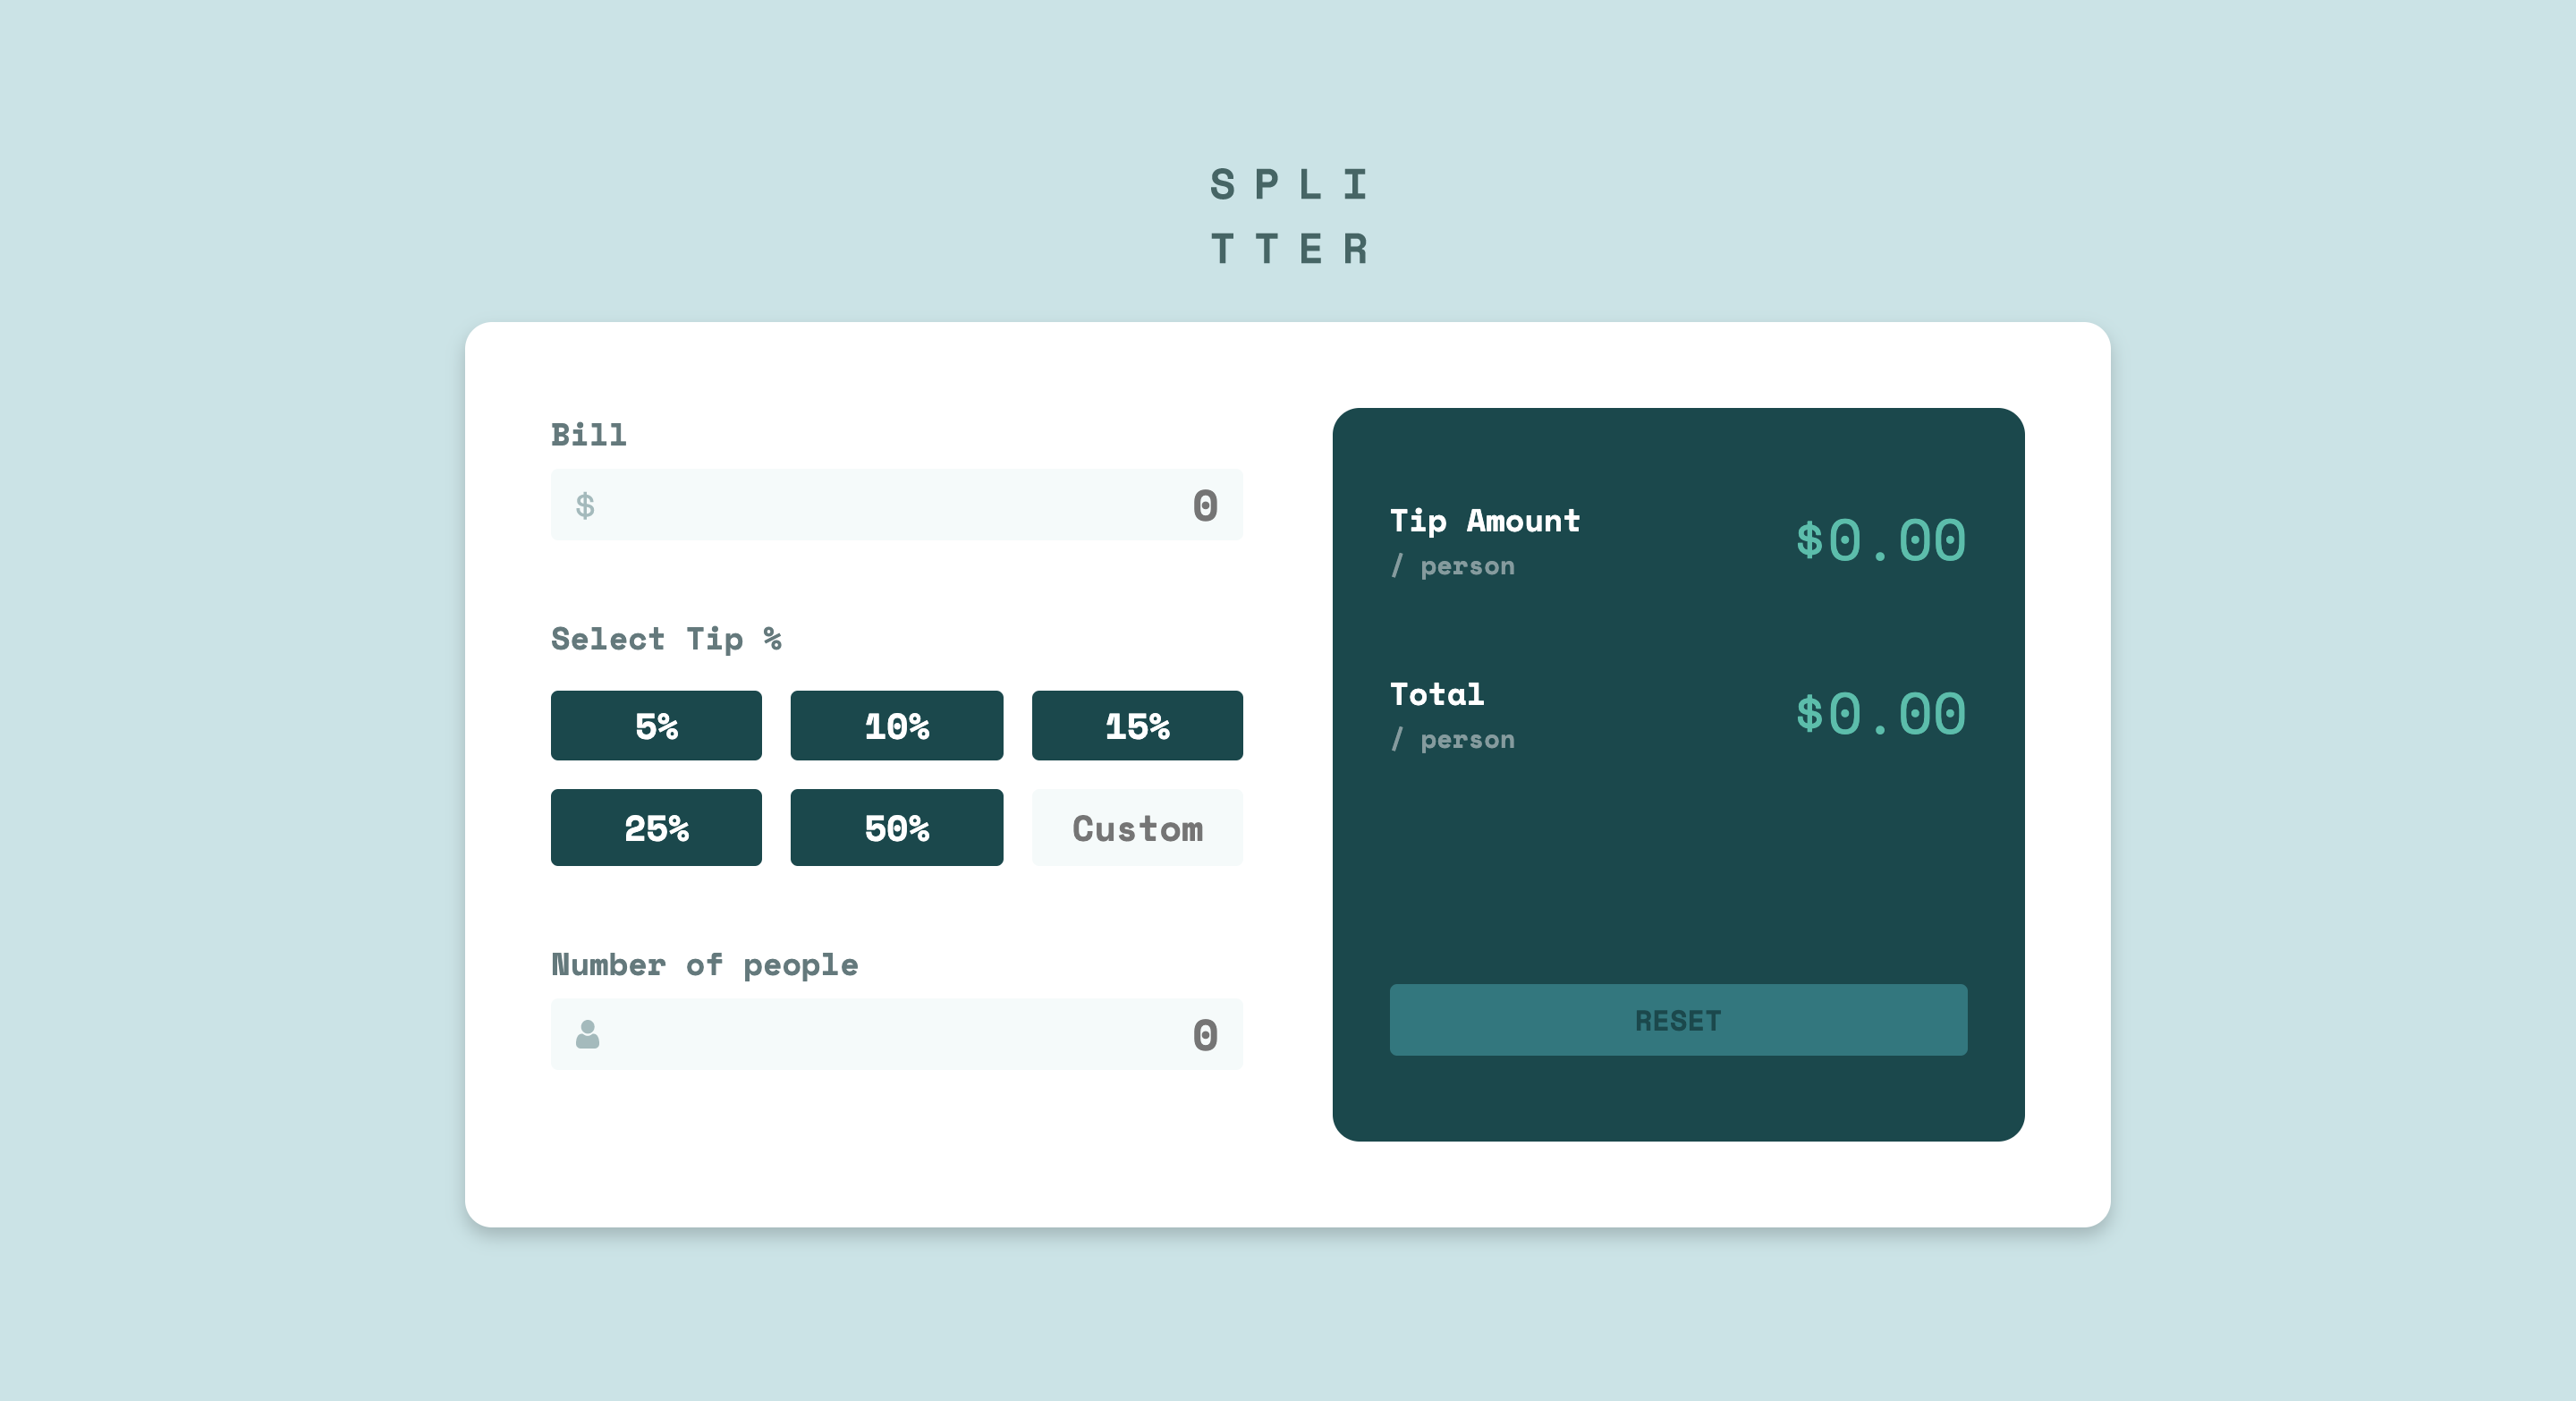 S P L I
T T E R
Bill
$ 0
Select Tip %
5% 10% 15%
25% 50% Custom
Number of people
0
Tip Amount
/ person
$0.00
Total
/ person
$0.00
RESET